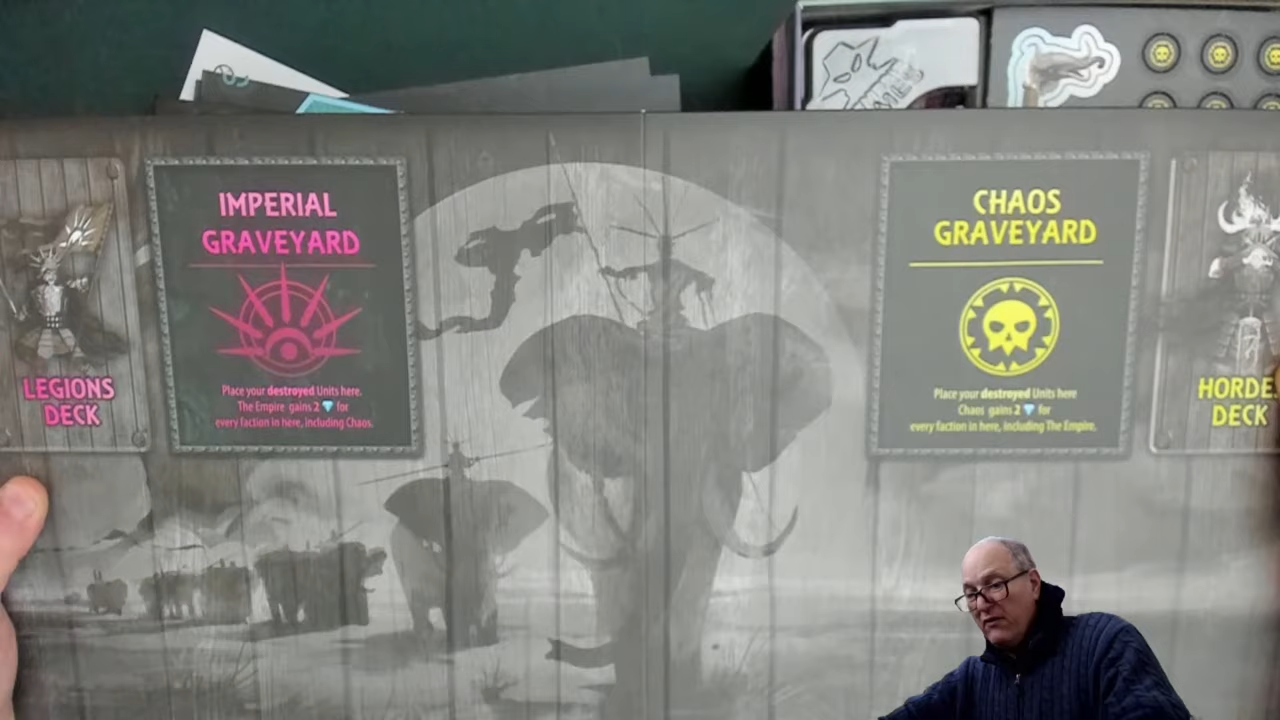 LEGIONS
DECK
IMPERIAL
GRAVEYARD
Place your destroyed Units here.
The Empire gains 2 for
every faction in here, including Chaos.
CHAOS
GRAVEYARD
Place your destroyed Units here
Chaos gains 2 for
every faction in here, including The Empire.
HORDE
DECK